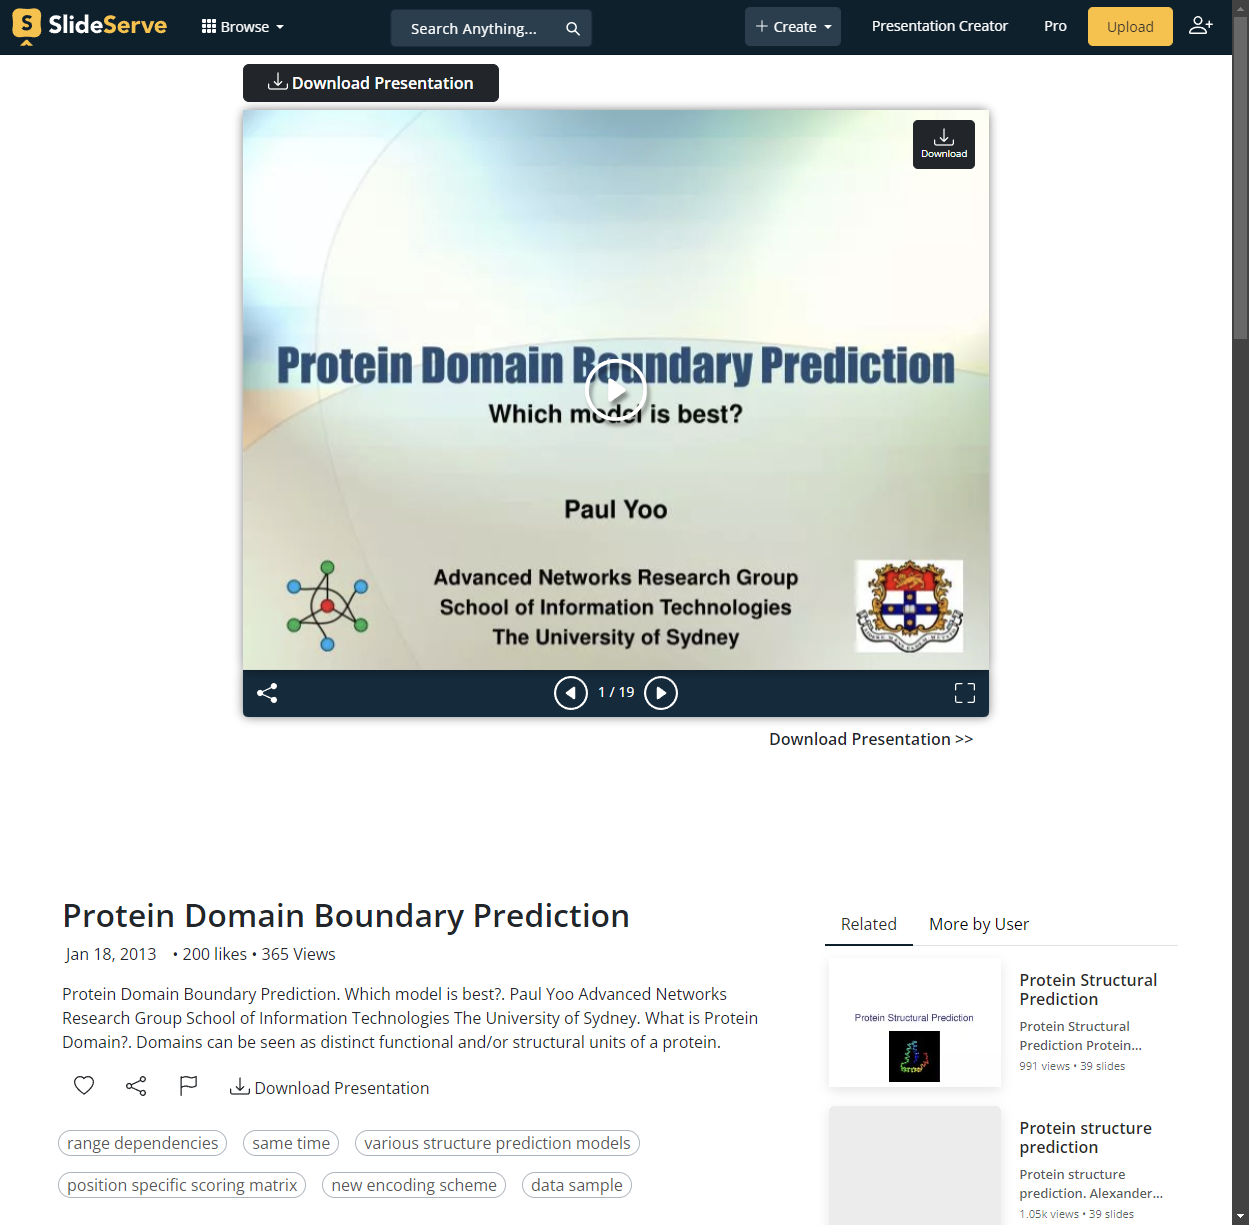 SlideServe
Browse
Search Anything...
Create
Presentation Creator
Pro
Upload
Download Presentation
Download
Protein Domain Boundary Prediction
Which model is best?
Paul Yoo
Advanced Networks Research Group
School of Information Technologies
The University of Sydney
1 / 19
Download Presentation >>
Protein Domain Boundary Prediction
Jan 18, 2013 • 200 likes • 365 Views
Protein Domain Boundary Prediction. Which model is best?. Paul Yoo Advanced Networks
Research Group School of Information Technologies The University of Sydney. What is Protein
Domain?. Domains can be seen as distinct functional and/or structural units of a protein.
Download Presentation
range dependencies
same time
various structure prediction models
position specific scoring matrix
new encoding scheme
data sample
Related
More by User
Protein Structural Prediction
Protein Structural
Prediction
Protein Structural
Prediction Protein...
991 views • 39 slides
Protein structure
prediction
Protein structure
prediction. Alexander...
1.05k views • 39 slides